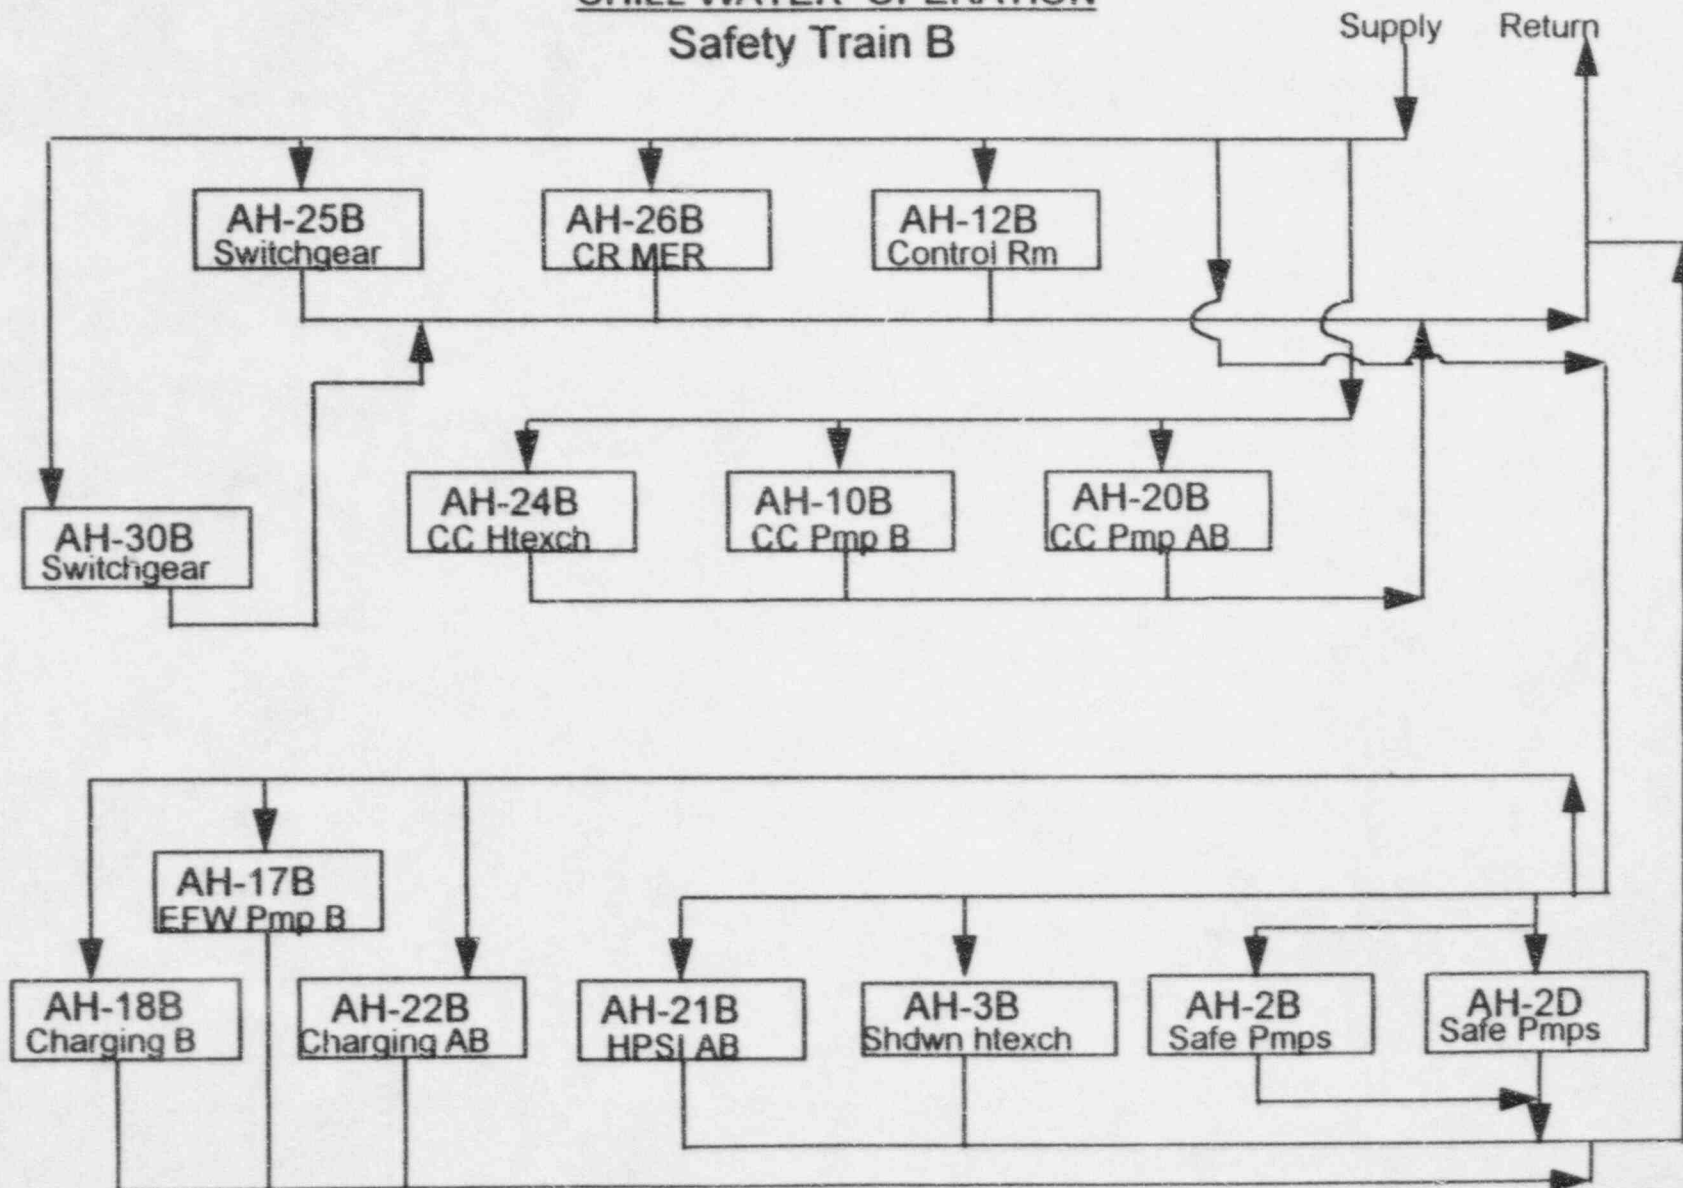 CHILL WATER OPERATION
Safety Train B
Supply
Return
AH-25B
Switchgear
AH-26B
CR MER
AH-12B
Control Rm
AH-24B
CC Htexch
AH-10B
CC Pmp B
AH-20B
CC Pmp AB
AH-30B
Switchgear
AH-17B
EFW Pmp B
AH-18B
Charging B
AH-22B
Charging AB
AH-21B
HPSI AB
AH-3B
Shdwn htexch
AH-2B
Safe Pmps
AH-2D
Safe Pmps